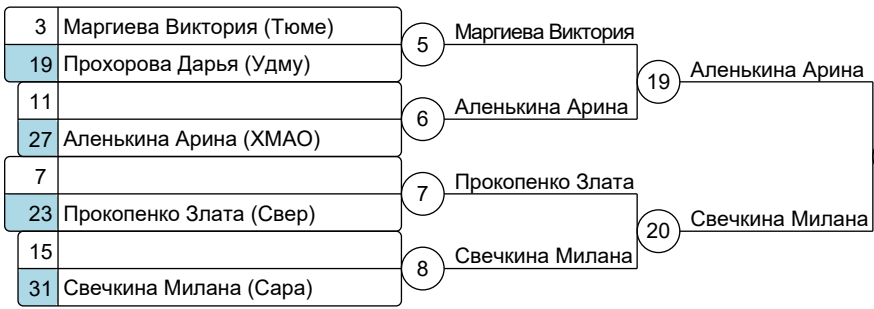 3 Маргиева Виктория (Тюме)
19 Прохорова Дарья (Удму)
5 Маргиева Виктория
11
27 Аленькина Арина (ХМАО)
6 Аленькина Арина
19 Аленькина Арина
7
23 Прокопенко Злата (Свер)
7 Прокопенко Злата
15
31 Свечкина Милана (Сара)
8 Свечкина Милана
20 Свечкина Милана